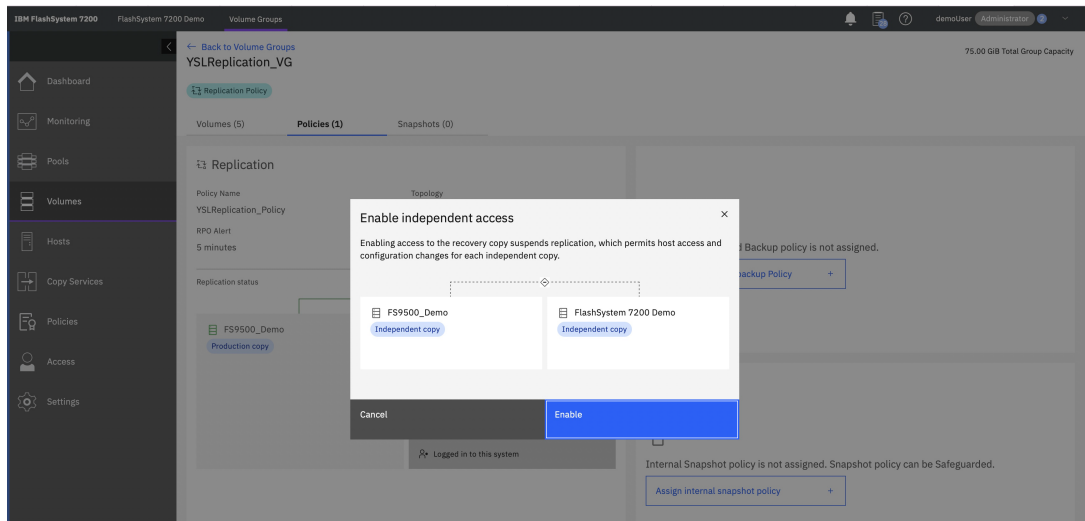 IBM FlashSystem 7200 FlashSystem 7200 Demo Volume Groups
demoUser Administrator 2
Back to Volume Groups
YSLReplication_VG
75.00 GiB Total Group Capacity
Replication Policy
Volumes (5) Policies (1) Snapshots (0)
Dashboard
Monitoring
Pools
Volumes
Hosts
Copy Services
Policies
Access
Settings
Replication
Policy Name
YSLReplication_Policy
Topology
RPO Alert
5 minutes
Replication status
FS9500_Demo
Production copy
Enable independent access
Enabling access to the recovery copy suspends replication, which permits host access and
configuration changes for each independent copy.
FS9500_Demo
Independent copy
FlashSystem 7200 Demo
Independent copy
Cancel
Enable
Logged in to this system
Backup policy is not assigned.
backup Policy +
Internal Snapshot policy is not assigned. Snapshot policy can be Safeguarded.
Assign internal snapshot policy +